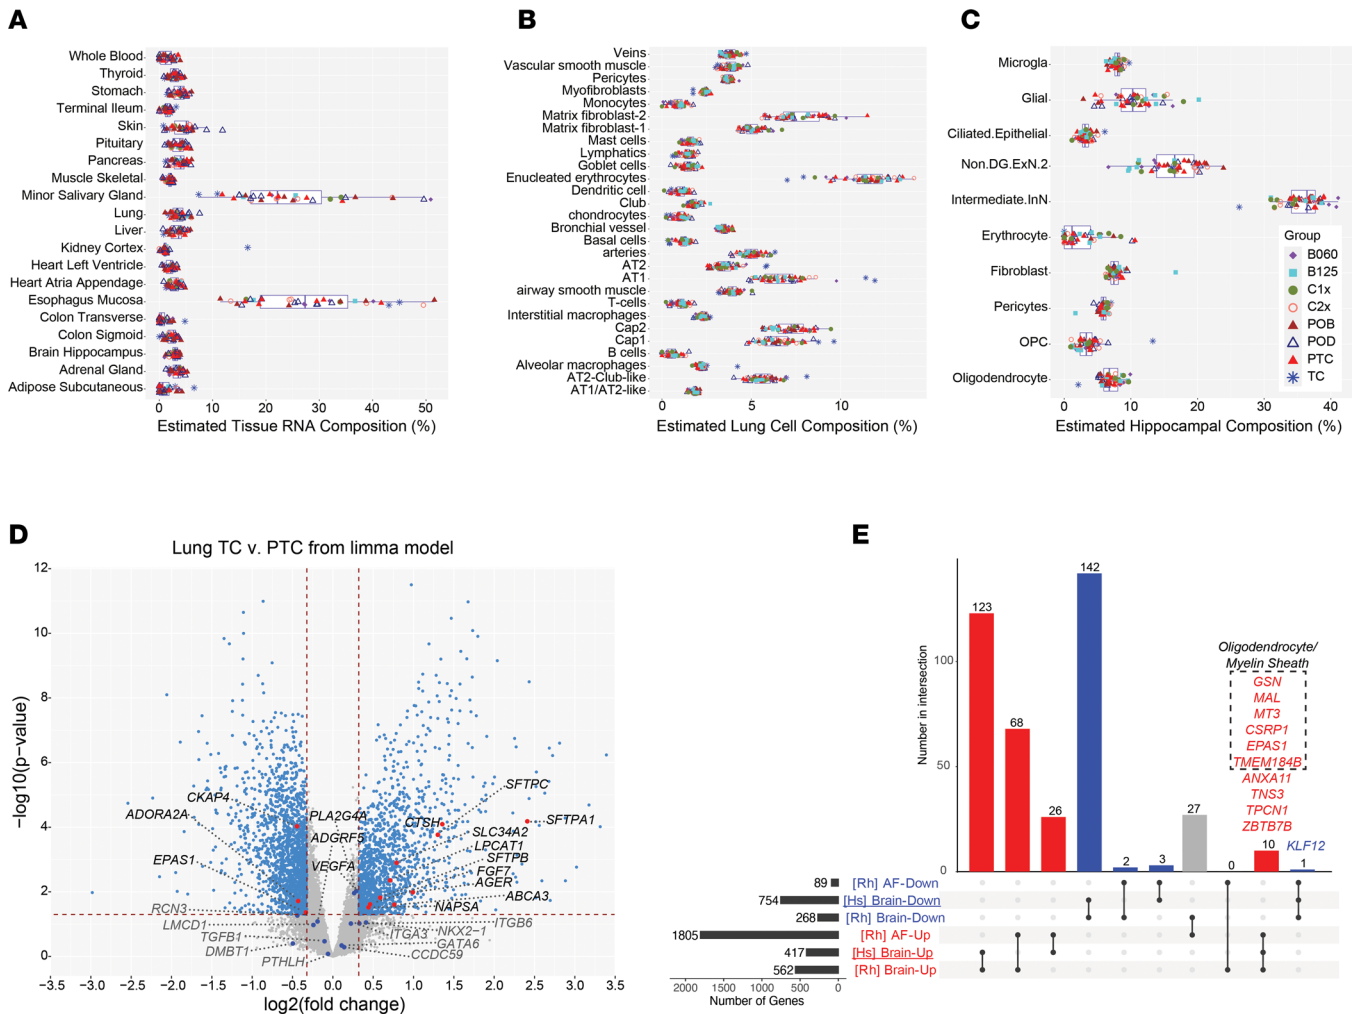 A
Whole Blood
Thyroid
Stomach
Terminal Ileum
Skin
Pituitary
Pancreas
Muscle Skeletal
Minor Salivary Gland
Lung
Liver
Kidney Cortex
Heart Left Ventricle
Heart Atria Appendage
Esophagus Mucosa
Colon Transverse
Colon Sigmoid
Brain Hippocampus
Adrenal Gland
Adipose Subcutaneous
0 10 20 30 40 50
Estimated Tissue RNA Composition (%)
B
Veins
Vascular smooth muscle
Pericytes
Myofibroblasts
Monocytes
Matrix fibroblast-2
Matrix fibroblast-1
Mast cells
Lymphatics
Goblet cells
Enucleated erythrocytes
Dendritic cell
Club
chondrocytes
Bronchial vessel
Basal cells
arteries
AT2
AT1
airway smooth muscle
T-cells
Interstitial macrophages
Cap2
Cap1
B cells
Alveolar macrophages
AT2-Club-like
AT1/AT2-like
0 5 10
Estimated Lung Cell Composition (%)
C
Microgla
Glial
Ciliated.Epithelial
Non.DG.ExN.2
Intermediate.InN
Erythrocyte
Fibroblast
Pericytes
OPC
Oligodendrocyte
0 10 20 30 40
Estimated Hippocampal Composition (%)
Group
B060
B125
C1x
C2x
POB
POD
PTC
TC
D
Lung TC v. PTC from limma model
−log10(p−value)
12
10
8
6
4
2
0
CKAP4
ADORA2A
EPAS1
RCN3
LMCD1
TGFB1
DMBT1
PTHLH
PLA2G4A
ADGRF5
VEGFA
SFTPC
CTSH
SFTPA1
SLC34A2
LPCAT1
SFTPB
FGF7
AGER
ABCA3
NAPSA
ITGB6
NKX2−1
ITGA3
GATA6
CCDC59
−3.5 −3.0 −2.5 −2.0 −1.5 −1.0 −0.5 0.0 0.5 1.0 1.5 2.0 2.5 3.0 3.5
log2(fold change)
E
Number in intersection
100
50
0
123
68
26
142
2
3
27
0
10
1
Oligodendrocyte/
Myelin Sheath
GSN
MAL
MT3
CSRP1
EPAS1
TMEM184B
ANXA11
TNS3
TPCN1
ZBTB7B
KLF12
89 [Rh] AF-Down
754 [Hs] Brain-Down
268 [Rh] Brain-Down
1805 [Rh] AF-Up
417 [Hs] Brain-Up
562 [Rh] Brain-Up
2000 1500 1000 500 0
Number of Genes